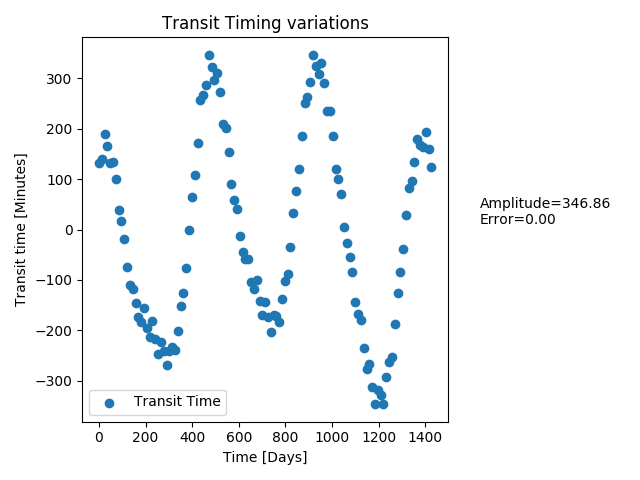 Transit Timing variations
Transit time [Minutes]
300
200
100
0
−100
−200
−300
Transit Time
0
200
400
600
800
1000
1200
1400
Time [Days]
Amplitude=346.86
Error=0.00